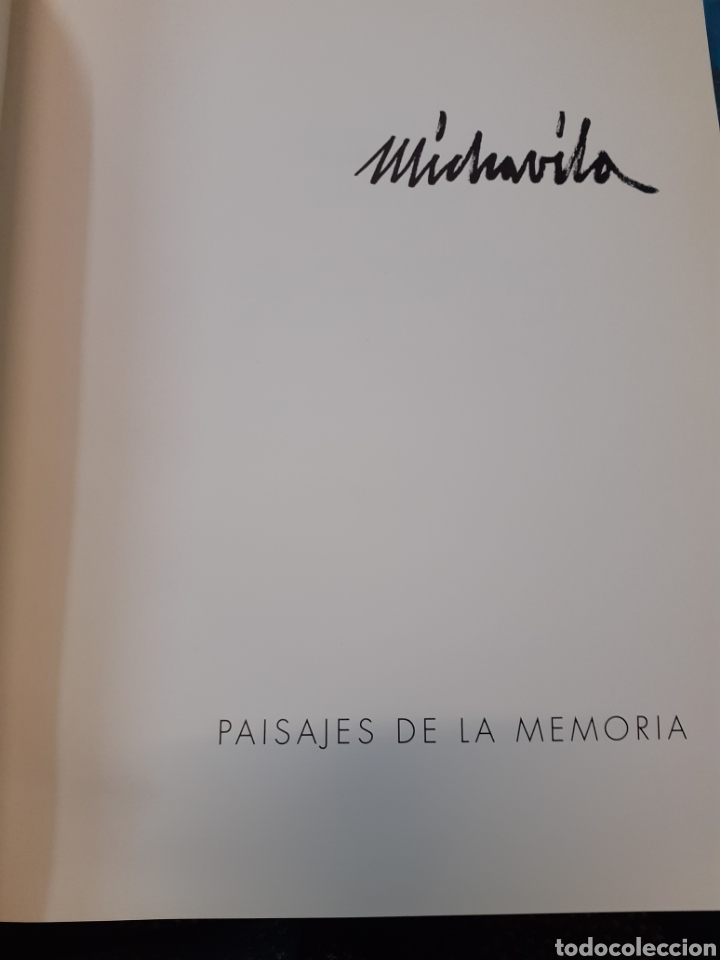 Michavila
PAISAJES DE LA MEMORIA
todocoleccion